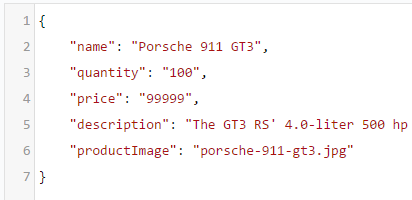 1 {
2 "name": "Porsche 911 GT3",
3 "quantity": "100",
4 "price": "99999",
5 "description": "The GT3 RS' 4.0-liter 500 hp
6 "productImage": "porsche-911-gt3.jpg"
7 }